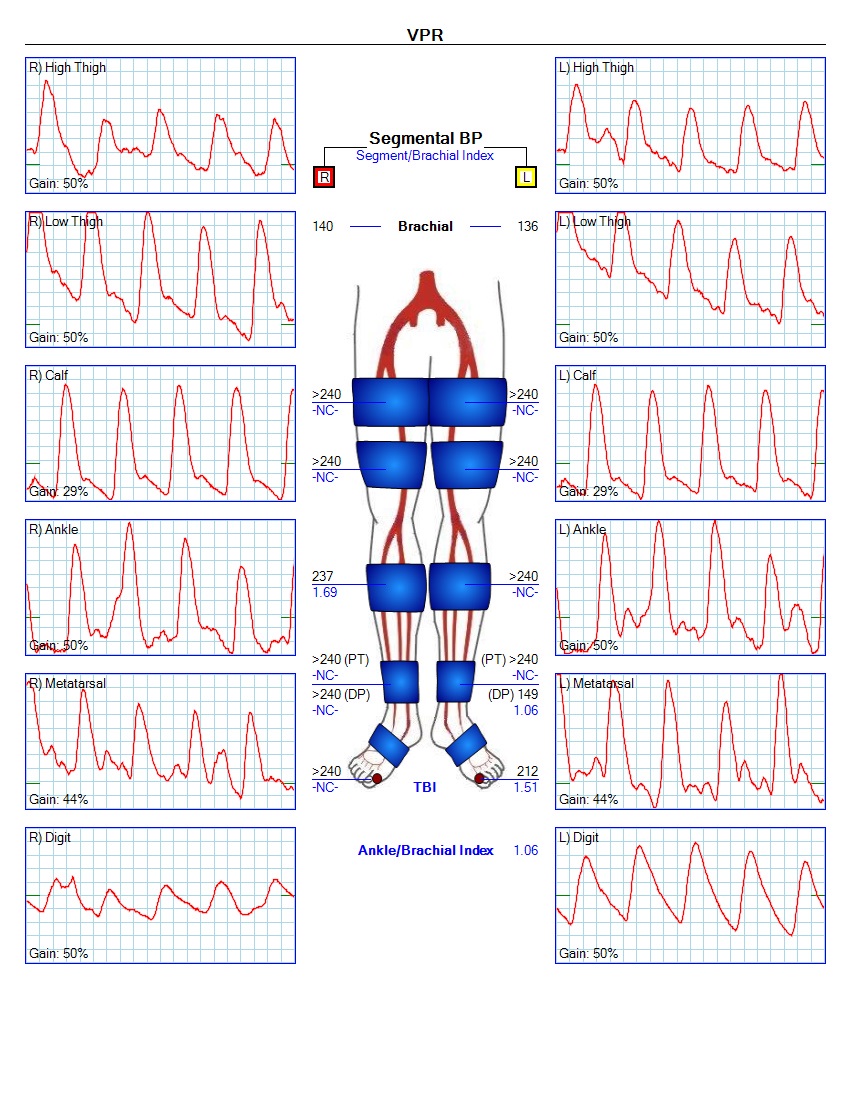 VPR
R) High Thigh
Gain: 50%
R) Low Thigh
Gain: 50%
R) Calf
Gain: 29%
R) Ankle
Gain: 50%
R) Metatarsal
Gain: 44%
R) Digit
Gain: 50%
Segmental BP
Segment/Brachial Index
R L
140 Brachial 136
>240 >240
-NC- -NC-
>240 >240
-NC- -NC-
237 >240
1.69 -NC-
>240 (PT) (PT) >240
-NC- -NC-
>240 (DP) (DP) 149
-NC- 1.06
>240 212
-NC- TBI 1.51
Ankle/Brachial Index 1.06
L) High Thigh
Gain: 50%
L) Low Thigh
Gain: 50%
L) Calf
Gain: 29%
L) Ankle
Gain: 50%
L) Metatarsal
Gain: 44%
L) Digit
Gain: 50%